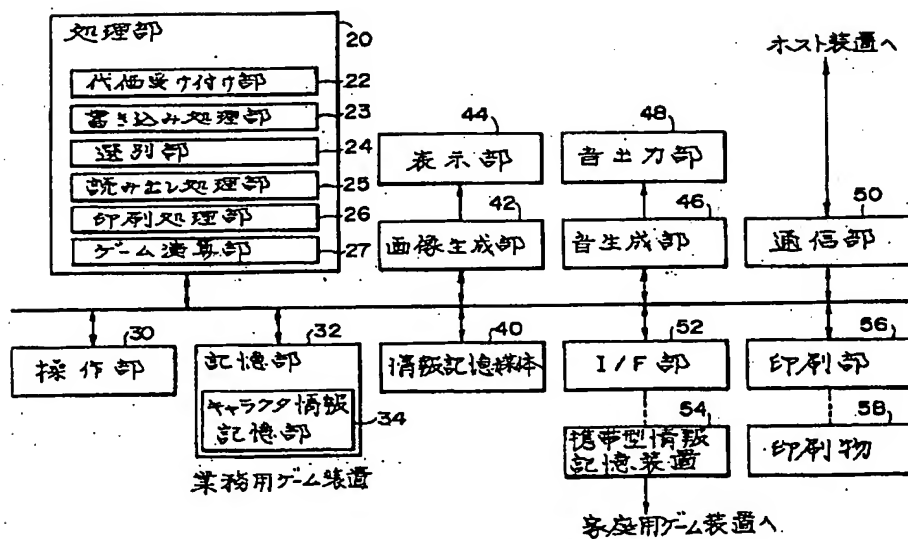 処理部
20
代価受け付け部
22
書き込み処理部
23
選別部
24
読み出し処理部
25
印刷処理部
26
ゲーム演算部
27
ホスト装置へ
44
表示部
48
音出力部
42
画像生成部
46
音生成部
50
通信部
30
操作部
32
記憶部
キャラクタ情報
記憶部
34
業務用ゲーム装置
40
情報記憶媒体
52
I/F部
56
印刷部
54
携帯型情報
記憶装置
58
印刷物
家庭用ゲーム装置へ